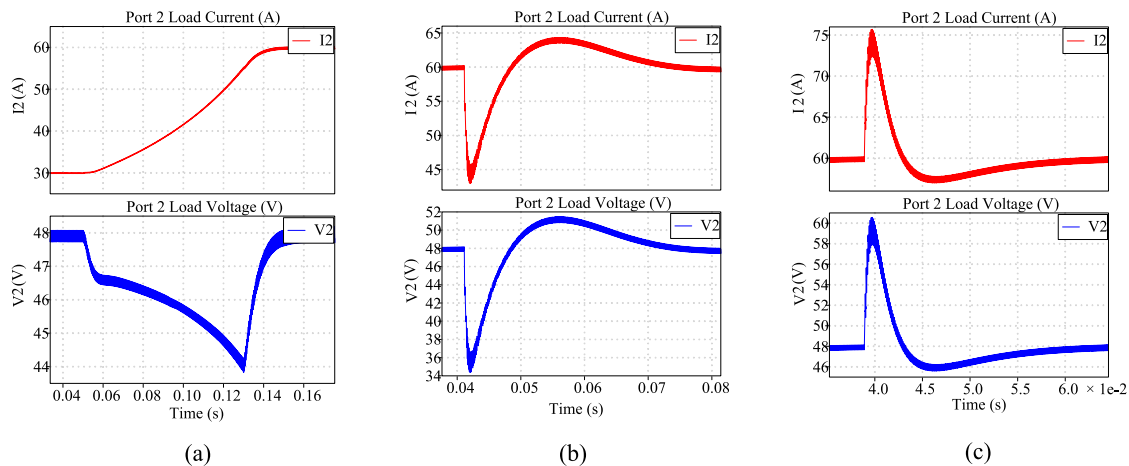 Port 2 Load Current (A)
I2
60
50
40
30
I2 (A)
Port 2 Load Voltage (V)
V2
48
47
46
45
44
V2 (V)
0.04 0.06 0.08 0.10 0.12 0.14 0.16
Time (s)
(a)
Port 2 Load Current (A)
I2
65
60
55
50
45
I2 (A)
Port 2 Load Voltage (V)
V2
52
50
48
46
44
42
40
38
36
34
V2 (V)
0.04 0.05 0.06 0.07 0.08
Time (s)
(b)
Port 2 Load Current (A)
I2
75
70
65
60
I2 (A)
Port 2 Load Voltage (V)
V2
60
58
56
54
52
50
48
46
V2 (V)
4.0 4.5 5.0 5.5 6.0 × 1e-2
Time (s)
(c)